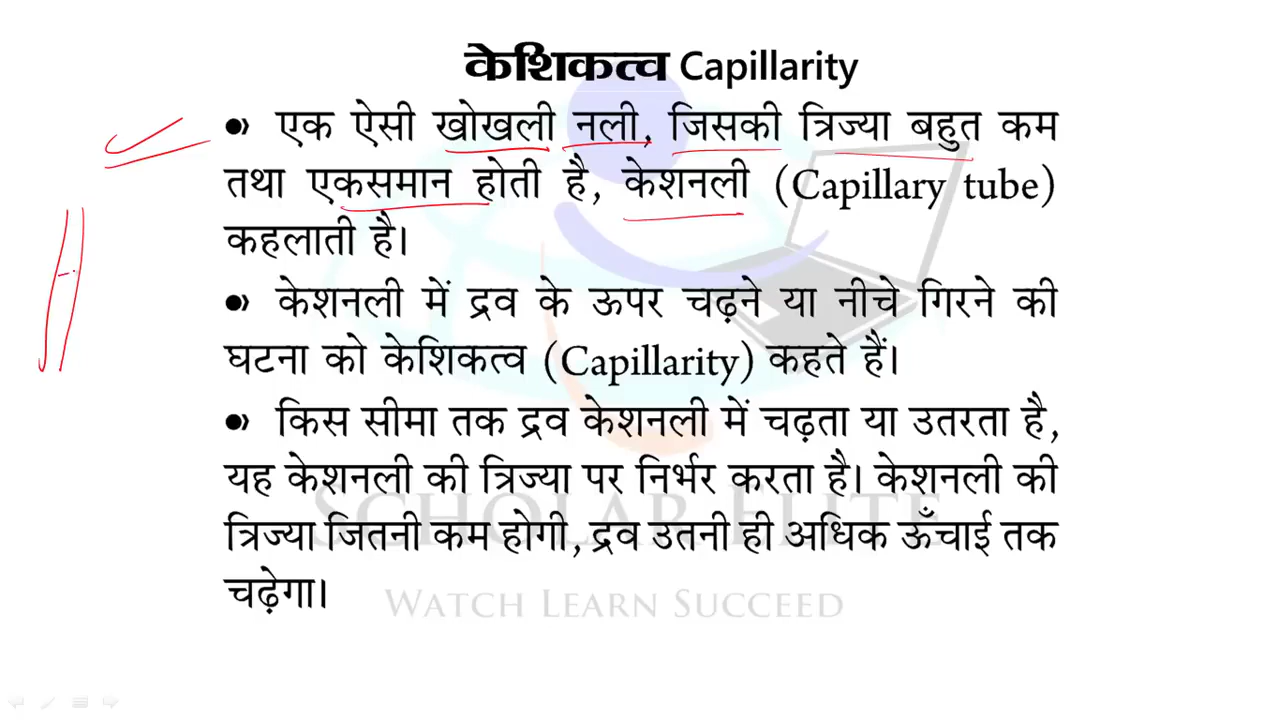 केशिकत्व Capillarity
• एक ऐसी खोखली नली, जिसकी त्रिज्या बहुत कम
तथा एकसमान होती है, केशनली (Capillary tube)
कहलाती है।
• केशनली में द्रव के ऊपर चढ़ने या नीचे गिरने की
घटना को केशिकत्व (Capillarity) कहते हैं।
• किस सीमा तक द्रव केशनली में चढ़ता या उतरता है,
यह केशनली की त्रिज्या पर निर्भर करता है। केशनली की
त्रिज्या जितनी कम होगी, द्रव उतनी ही अधिक ऊँचाई तक
चढ़ेगा।
SCHOLAR ELITE
WATCH LEARN SUCCEED